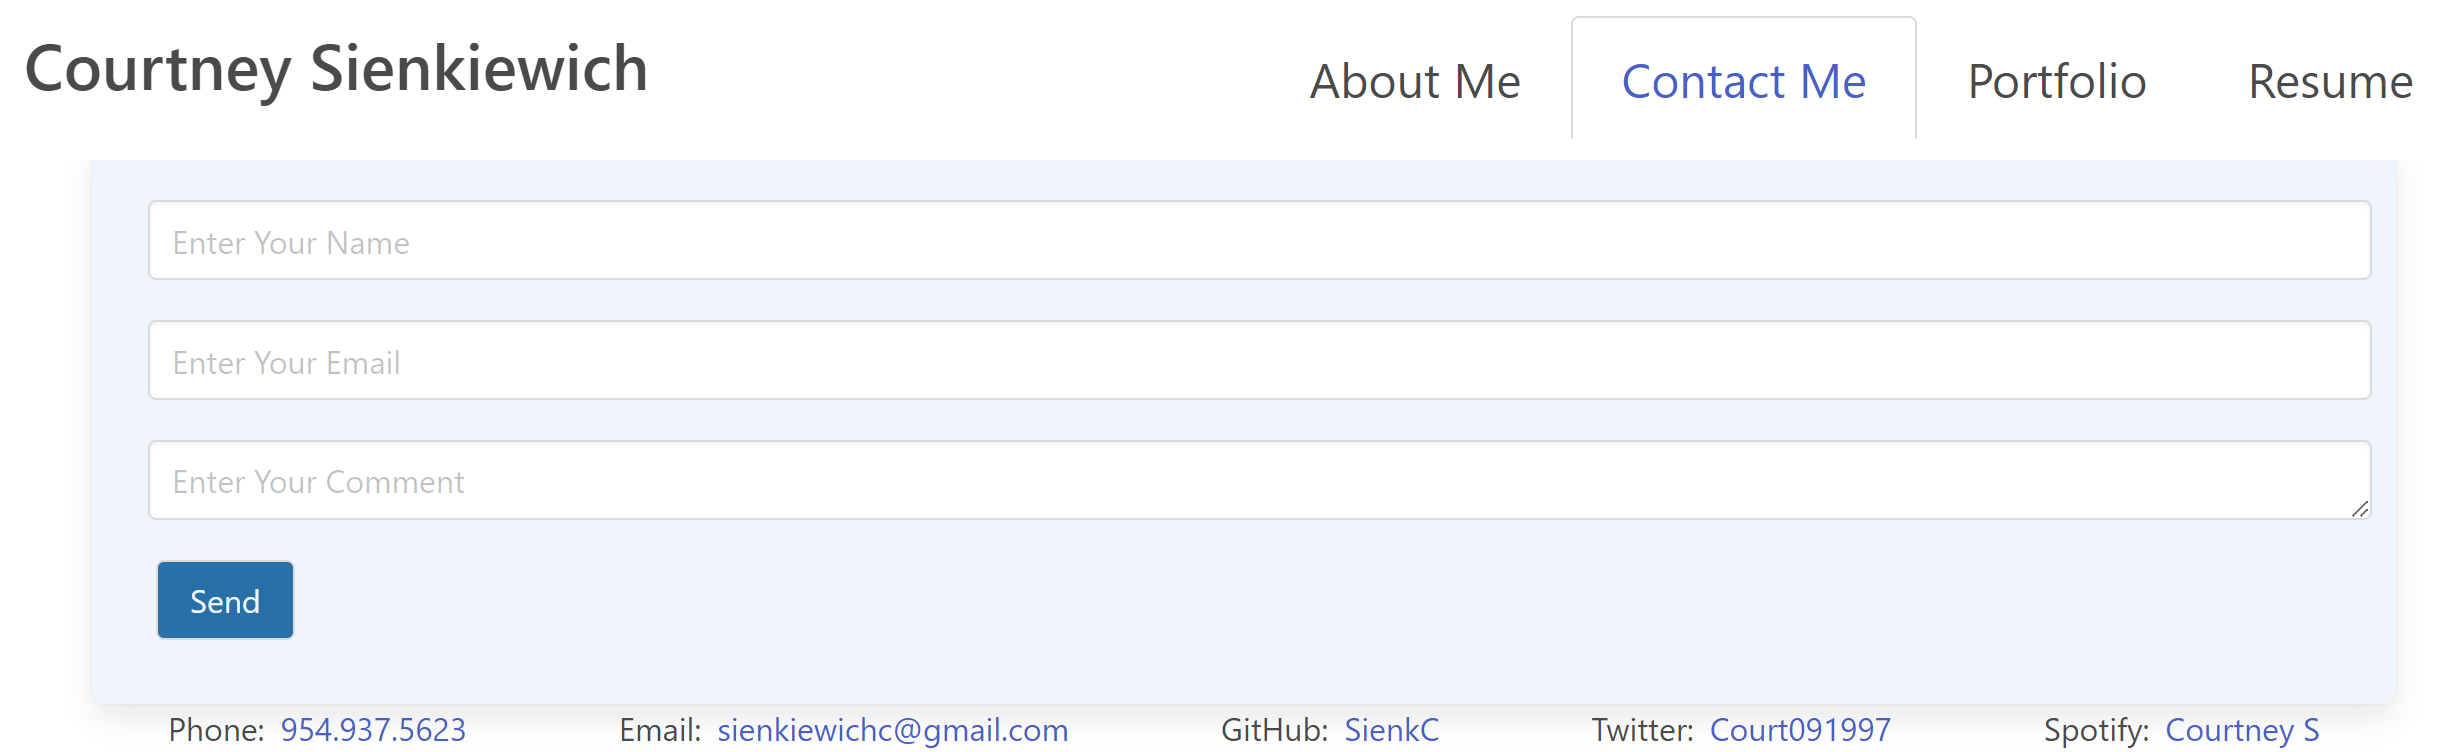 Courtney Sienkiewich About Me Contact Me Portfolio Resume
Enter Your Name
Enter Your Email
Enter Your Comment
Send
Phone: 954.937.5623 Email: sienkiewichc@gmail.com GitHub: SienkC Twitter: Court091997 Spotify: Courtney S